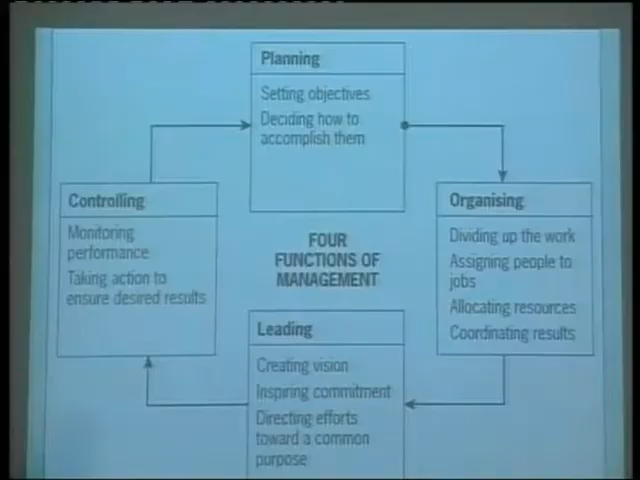 Planning
Setting objectives
Deciding how to
accomplish them
Controlling
Monitoring
performance
Taking action to
ensure desired results
FOUR
FUNCTIONS OF
MANAGEMENT
Organising
Dividing up the work
Assigning people to
jobs
Allocating resources
Coordinating results
Leading
Creating vision
Inspiring commitment
Directing efforts
toward a common
purpose